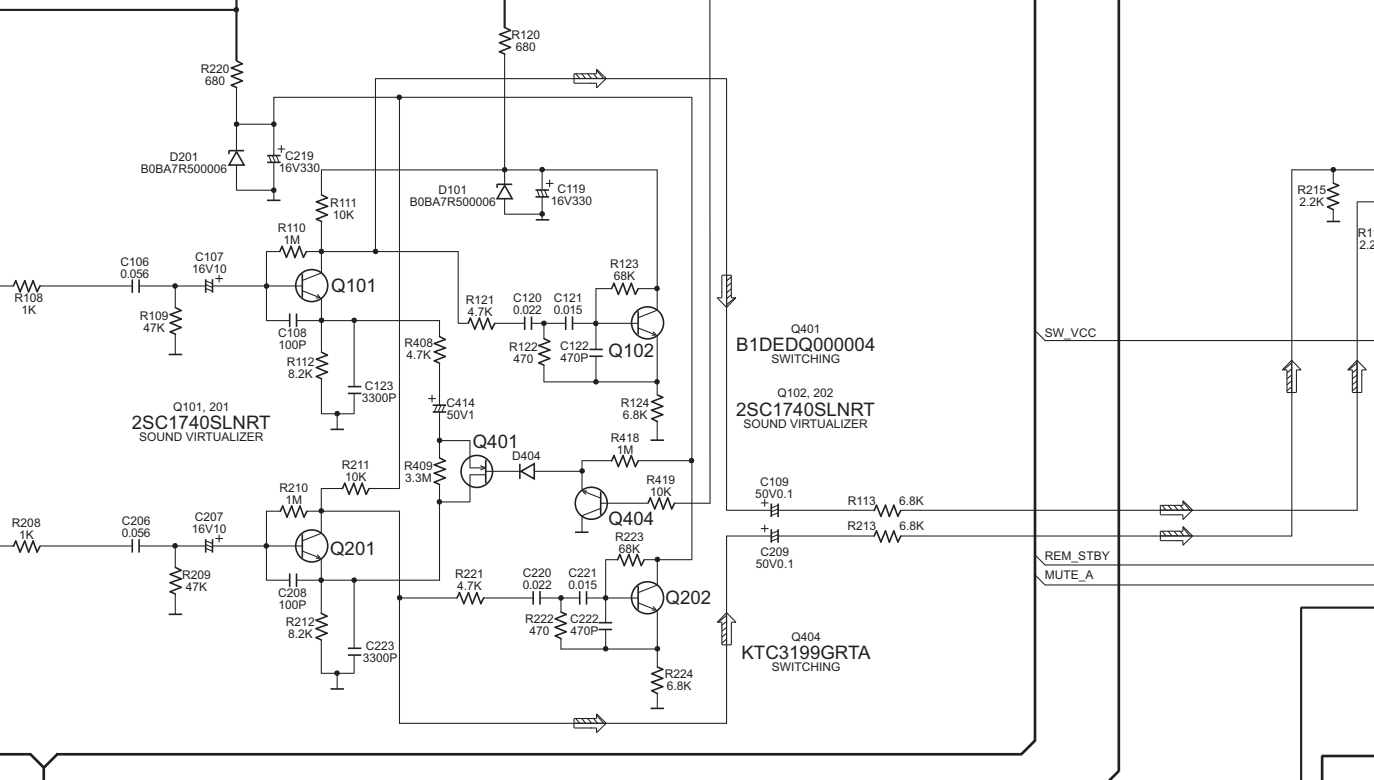 R120
680
R220
680
D201
B0BA7R500006
+
C219
16V330
D101
B0BA7R500006
+
C119
16V330
R111
10K
R110
1M
R215
2.2K
C106
0.056
C107
16V10
+
Q101
R108
1K
R109
47K
C108
100P
R112
8.2K
C123
3300P
R408
4.7K
+
C414
50V1
R121
4.7K
C120
0.022
C121
0.015
R123
68K
R122
470
C122
470P
Q102
R124
6.8K
Q401
B1DEDQ000004
SWITCHING
SW_VCC
Q102, 202
2SC1740SLNRT
SOUND VIRTUALIZER
Q101, 201
2SC1740SLNRT
SOUND VIRTUALIZER
Q401
D404
R418
1M
R409
3.3M
R419
10K
Q404
R211
10K
R210
1M
C109
50V0.1
+
R113
6.8K
R213
6.8K
+
C209
50V0.1
R208
1K
C206
0.056
C207
16V10
+
Q201
R209
47K
C208
100P
R212
8.2K
C223
3300P
R221
4.7K
C220
0.022
C221
0.015
R223
68K
R222
470
C222
470P
Q202
R224
6.8K
REM_STBY
MUTE_A
Q404
KTC3199GRTA
SWITCHING